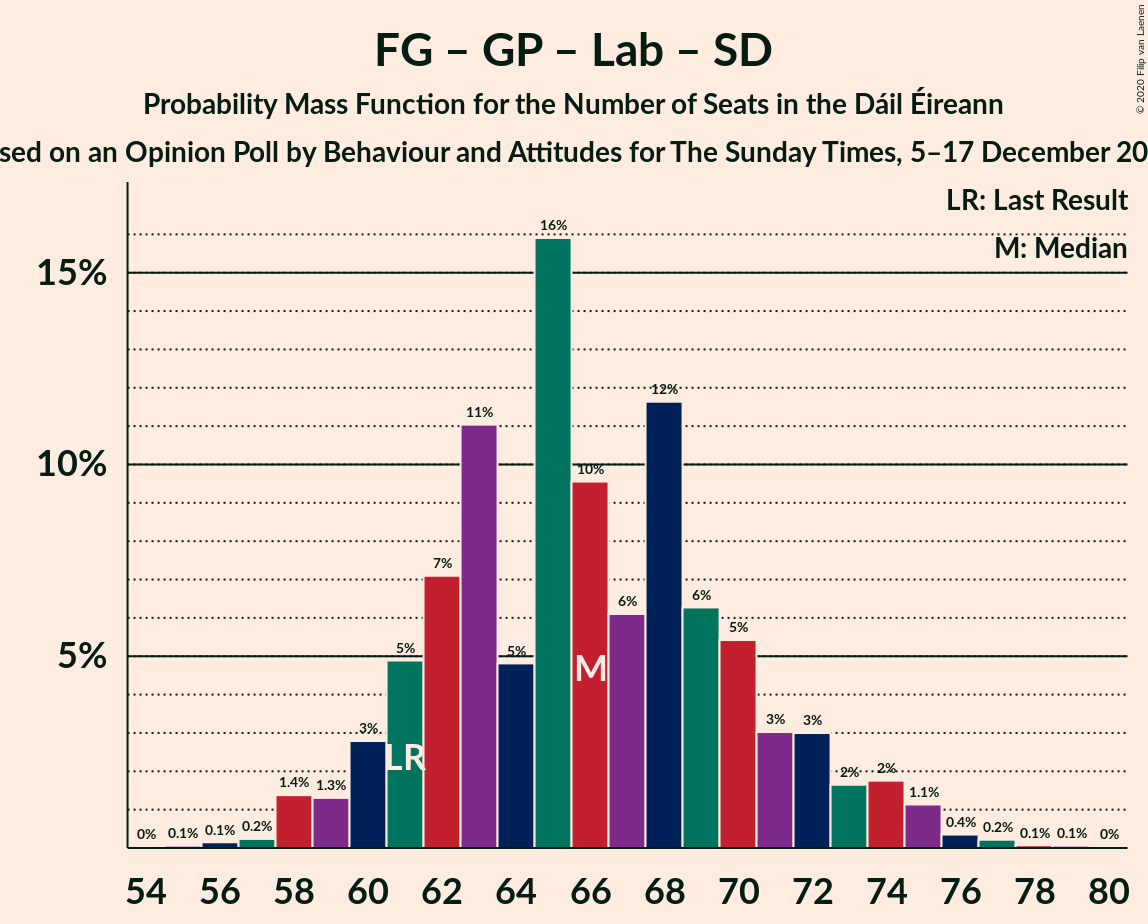 FG – GP – Lab – SD
Probability Mass Function for the Number of Seats in the Dáil Éireann
sed on an Opinion Poll by Behaviour and Attitudes for The Sunday Times, 5–17 December 20
© 2020 Filip van Laenen
LR: Last Result
M: Median
15%
10%
5%
0% 0.1% 0.1% 0.2% 1.4% 1.3% 3% 5% 7% 11% 5% 16% 10% 6% 12% 6% 5% 3% 3% 2% 2% 1.1% 0.4% 0.2% 0.1% 0.1% 0%
LR
M
54 56 58 60 62 64 66 68 70 72 74 76 78 80